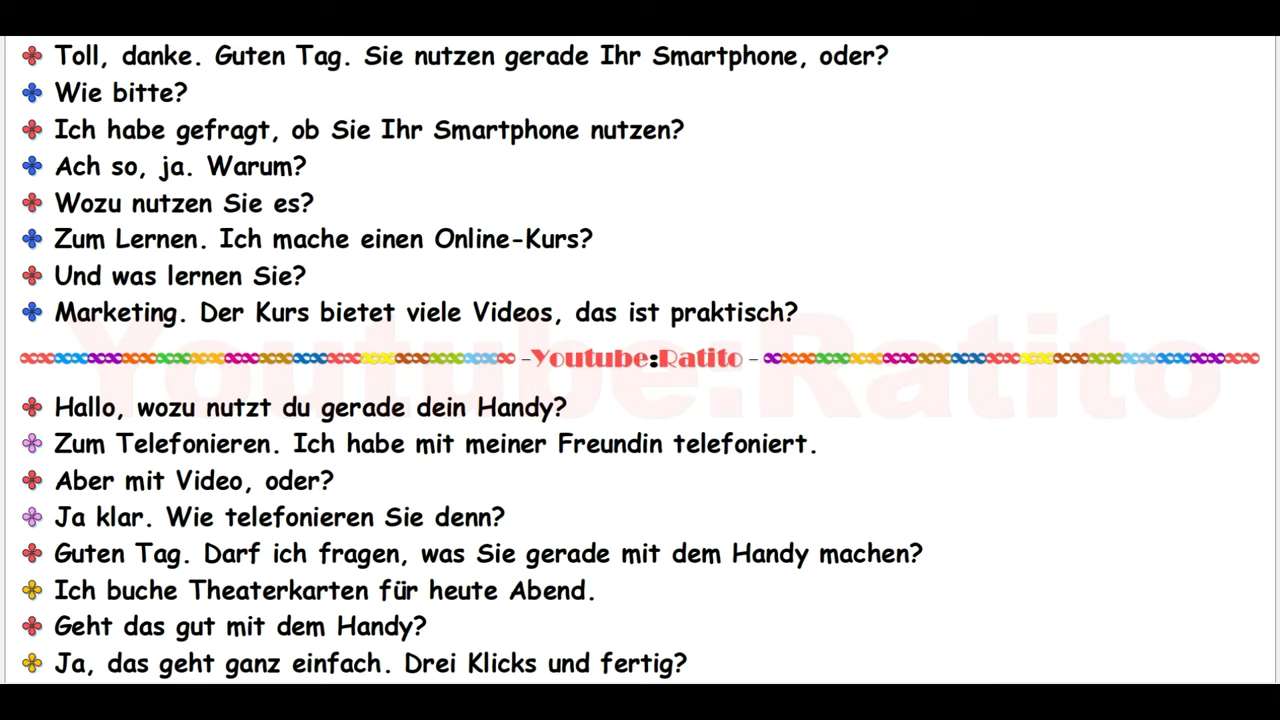 Toll, danke. Guten Tag. Sie nutzen gerade Ihr Smartphone, oder?
Wie bitte?
Ich habe gefragt, ob Sie Ihr Smartphone nutzen?
Ach so, ja. Warum?
Wozu nutzen Sie es?
Zum Lernen. Ich mache einen Online-Kurs?
Und was lernen Sie?
Marketing. Der Kurs bietet viele Videos, das ist praktisch?
Youtube:Ratito
–Youtube:Ratito –
Hallo, wozu nutzt du gerade dein Handy?
Zum Telefonieren. Ich habe mit meiner Freundin telefoniert.
Aber mit Video, oder?
Ja klar. Wie telefonieren Sie denn?
Guten Tag. Darf ich fragen, was Sie gerade mit dem Handy machen?
Ich buche Theaterkarten für heute Abend.
Geht das gut mit dem Handy?
Ja, das geht ganz einfach. Drei Klicks und fertig?